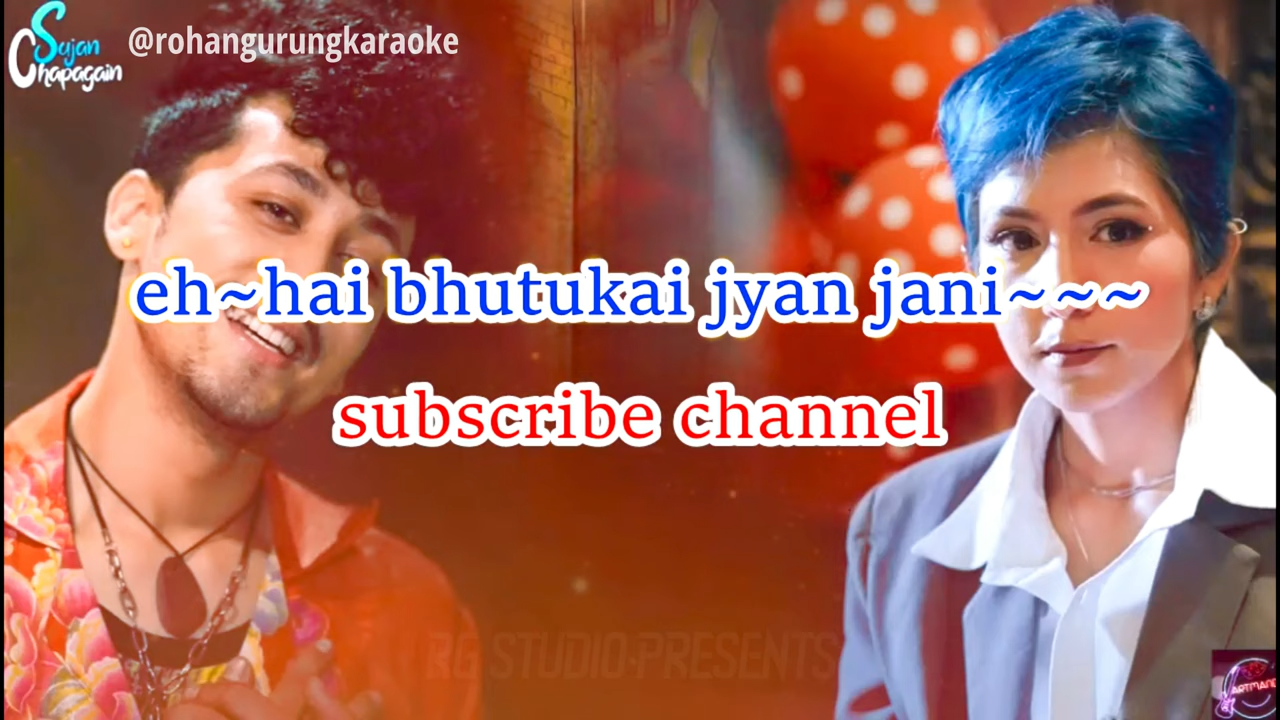 Sujan
Chapagain
@rohangurungkaraoke
eh~hai bhutukai jyan jani~~~
subscribe channel
RG STUDIO PRESENTS